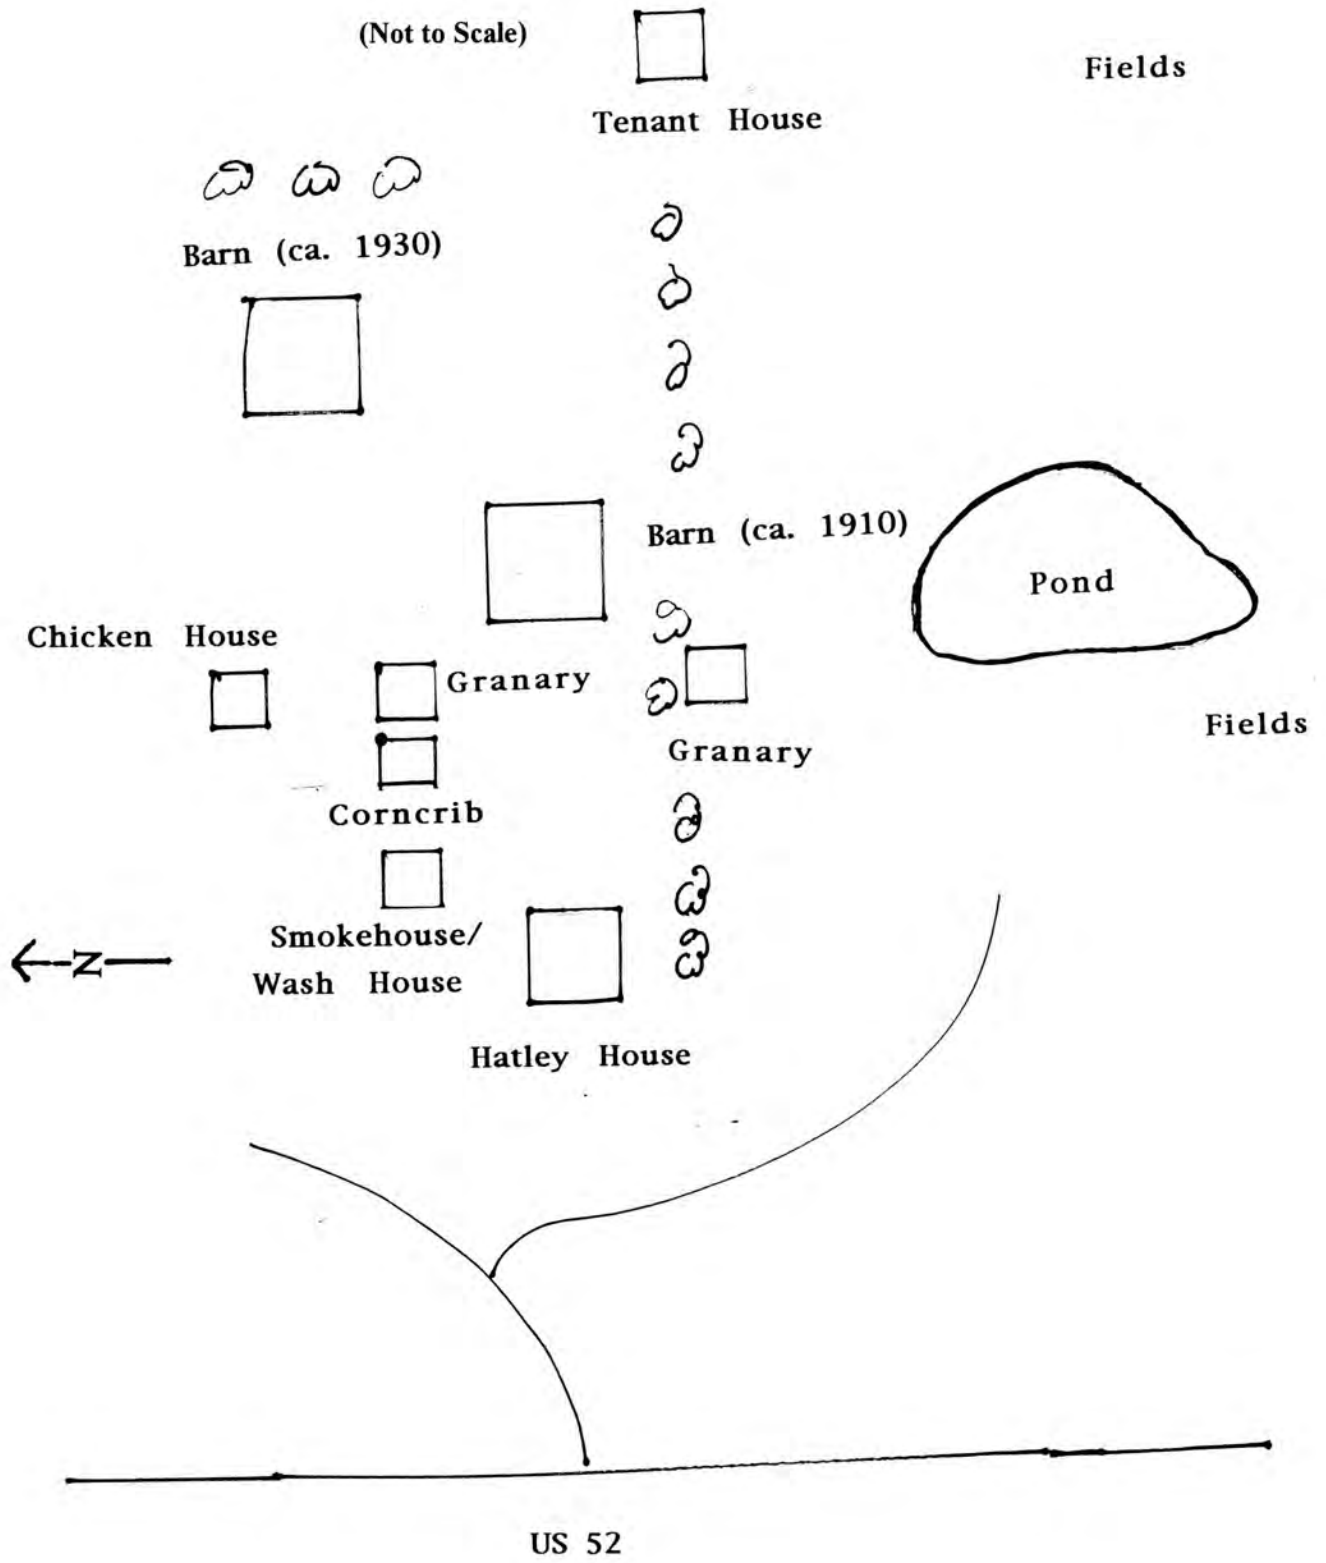 (Not to Scale)
Fields
Tenant House
Barn (ca. 1930)
Barn (ca. 1910)
Pond
Chicken House
Granary
Fields
Granary
Corncrib
Smokehouse/
Wash House
N
Hatley House
US 52